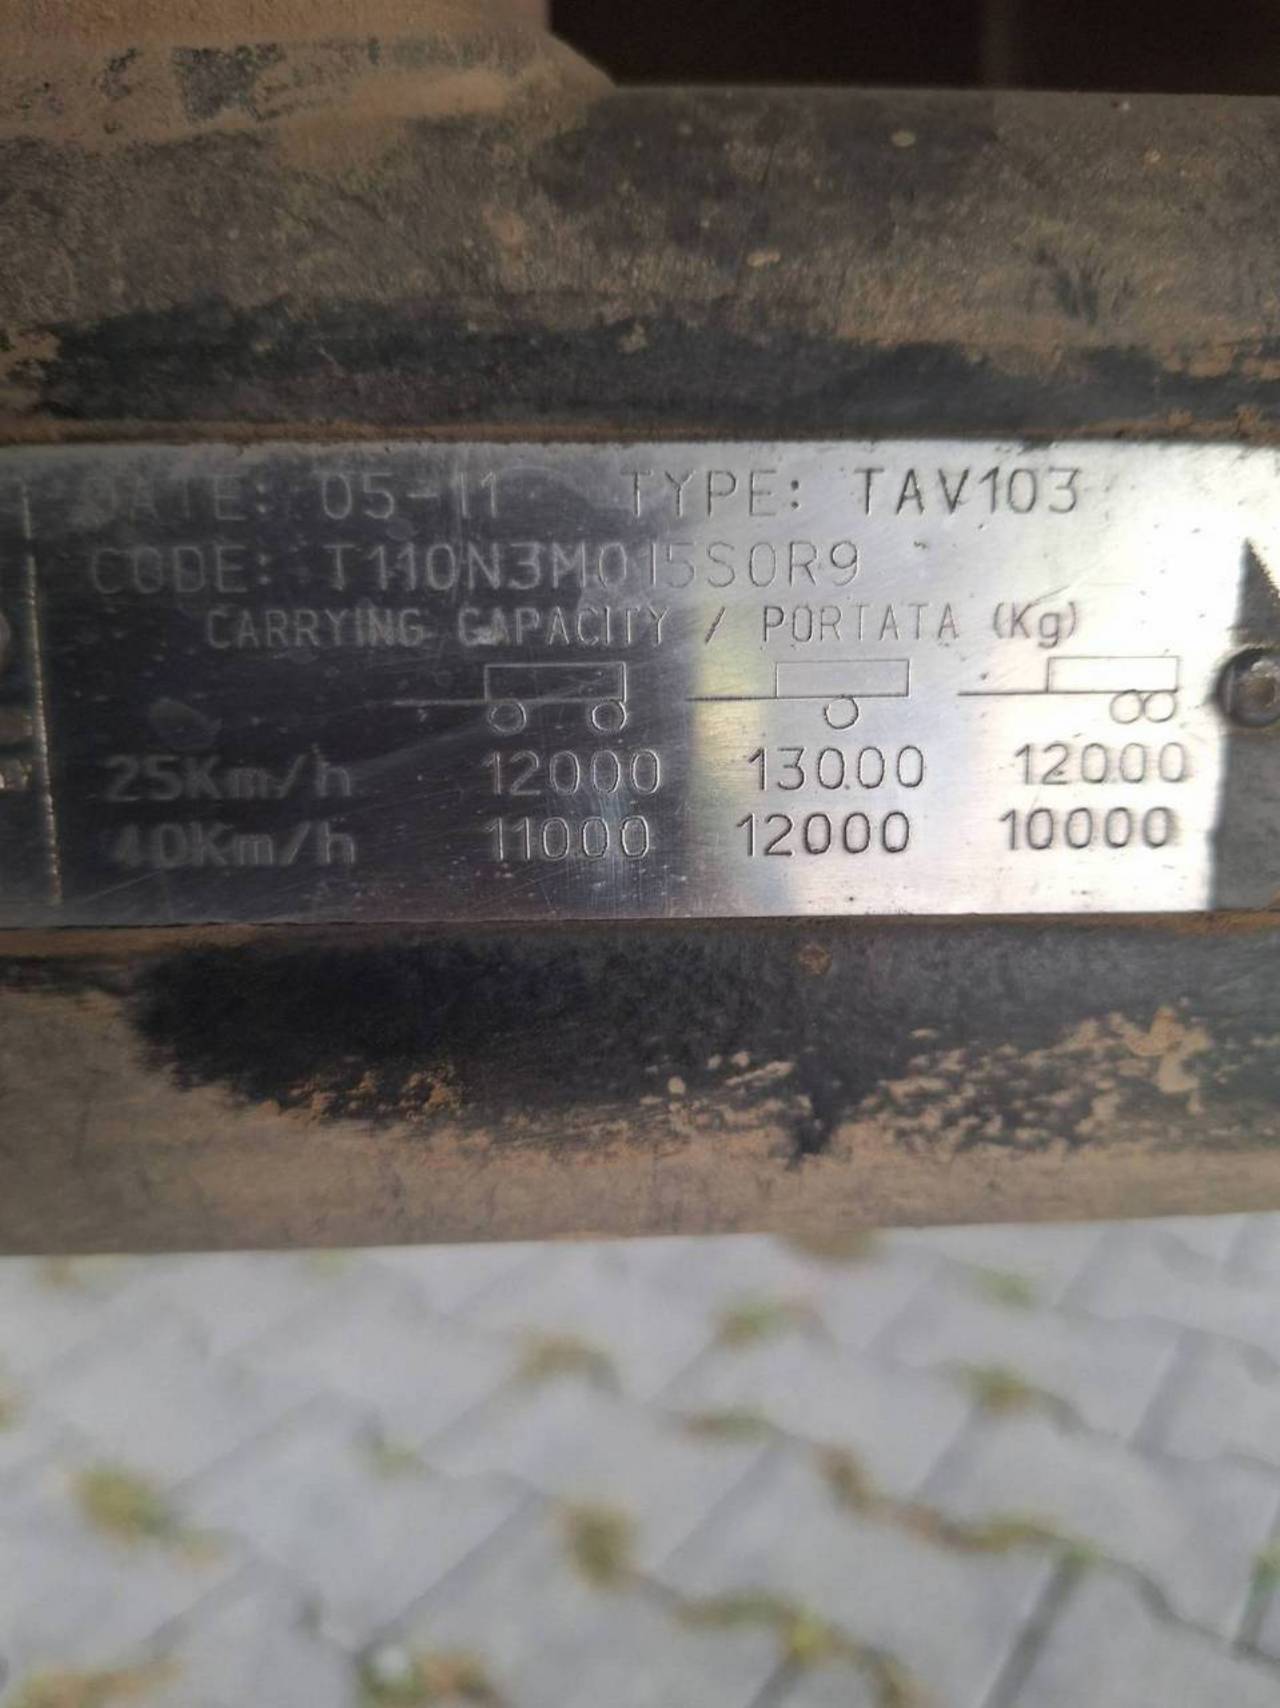 DATE: 05-11 TYPE: TAV103
CODE: T110N3M015S0R9
CARRYING CAPACITY / PORTATA (Kg)
25Km/h 12000 13000 12000
40Km/h 11000 12000 10000